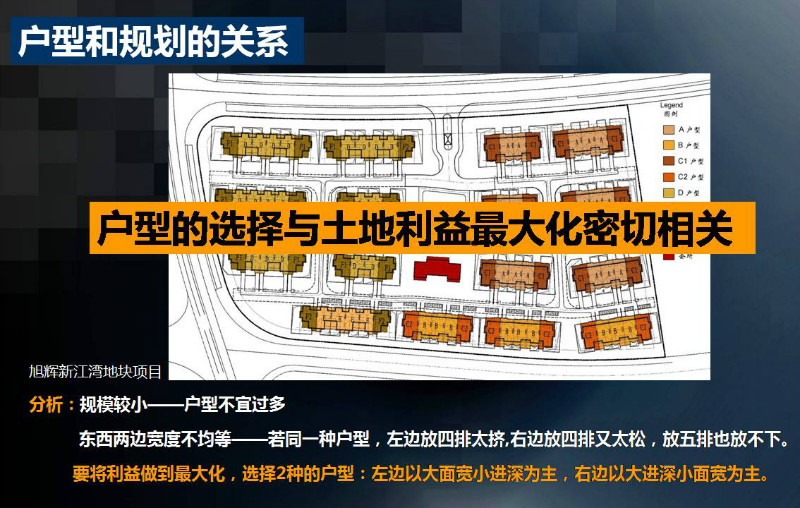 户型和规划的关系
Legend
图例
A 户型
B 户型
C1 户型
C2 户型
D 户型
户型的选择与土地利益最大化密切相关
会所
旭辉新江湾地块项目
分析：规模较小——户型不宜过多
东西两边宽度不均等——若同一种户型，左边放四排太挤,右边放四排又太松，放五排也放不下。
要将利益做到最大化，选择2种的户型：左边以大面宽小进深为主，右边以大进深小面宽为主。